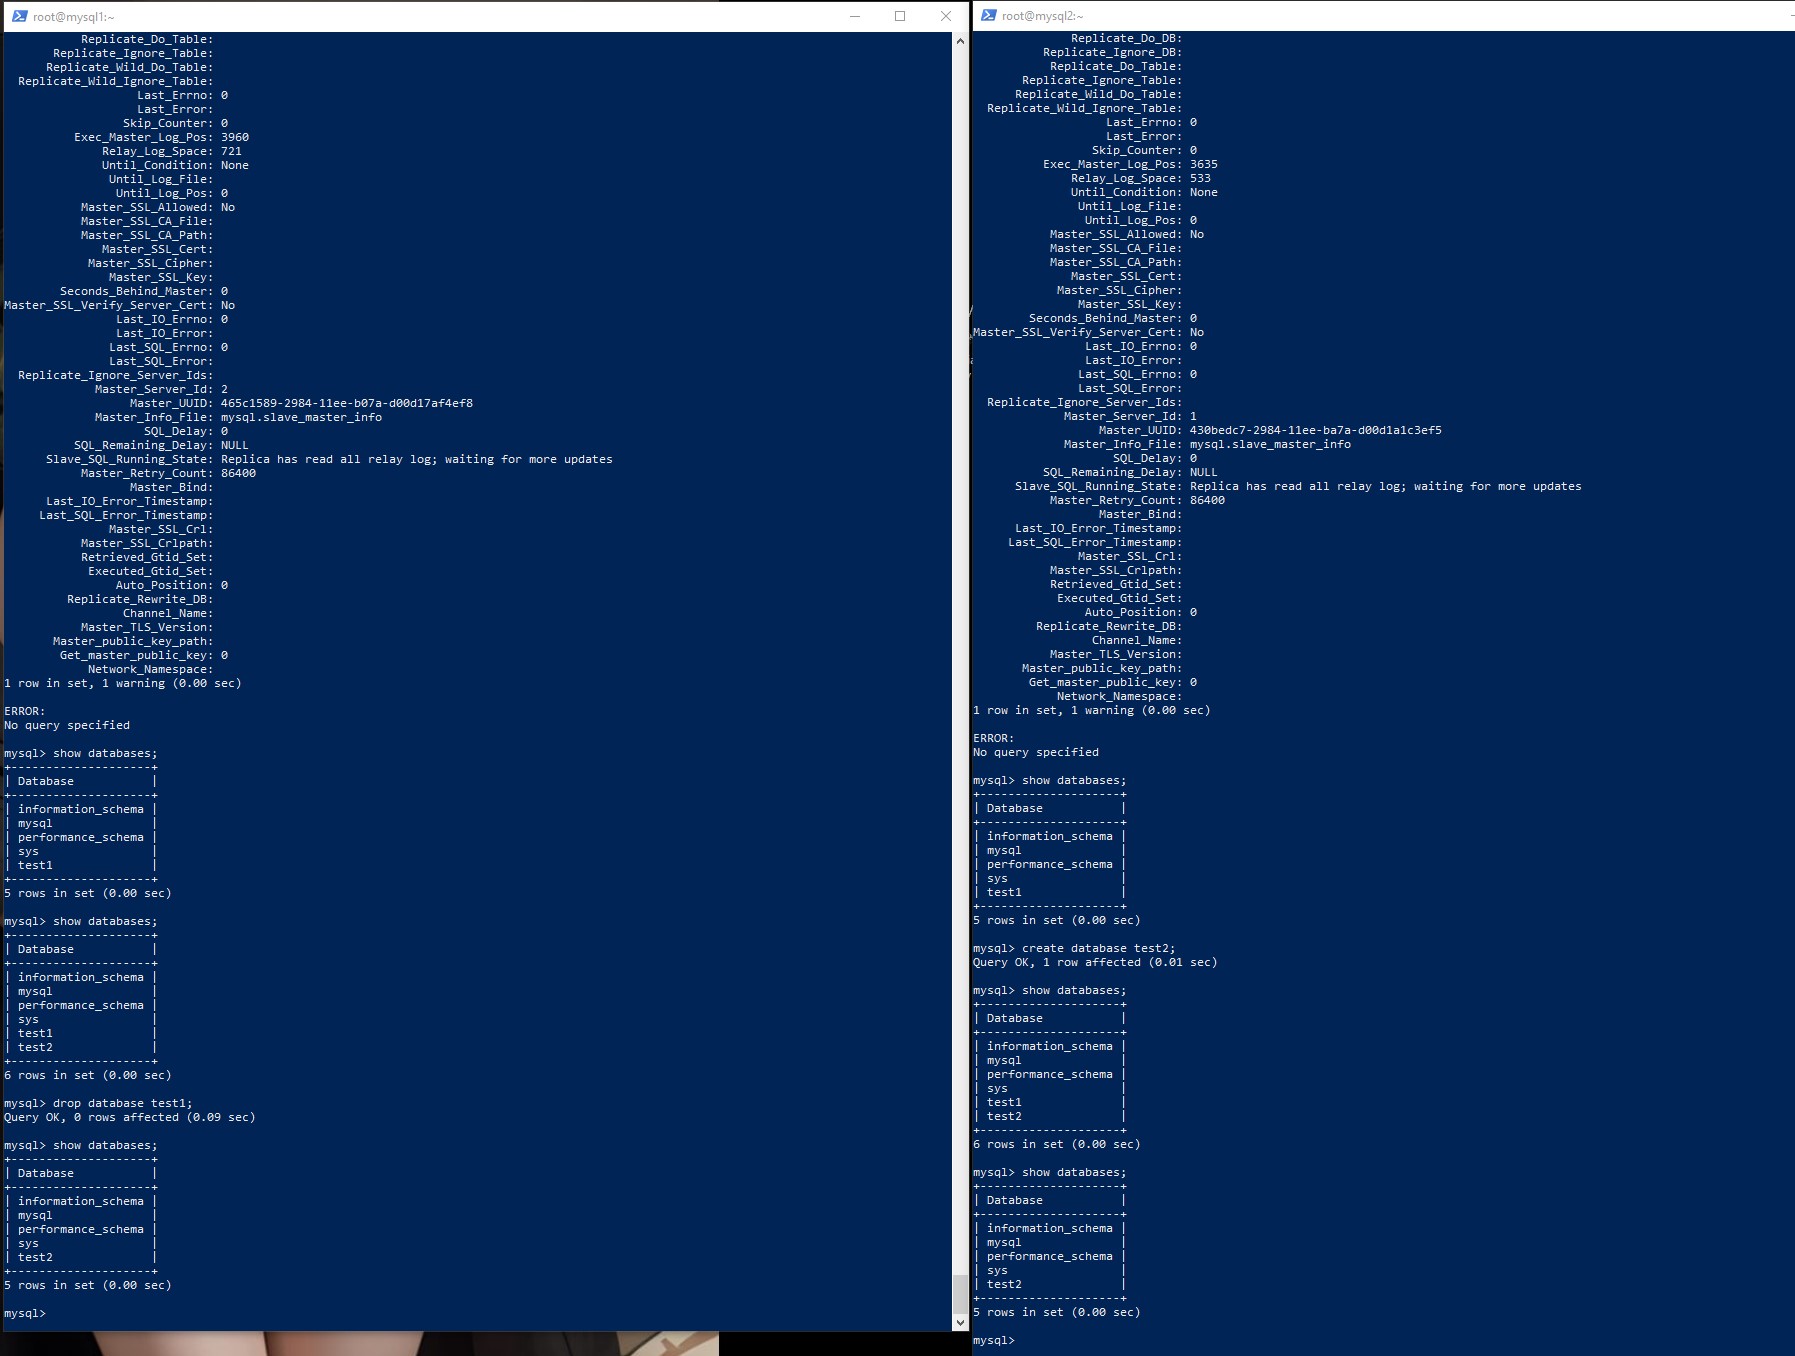 root@mysql1:~
Replicate_Do_Table:
Replicate_Ignore_Table:
Replicate_Wild_Do_Table:
Replicate_Wild_Ignore_Table:
Last_Errno: 0
Last_Error:
Skip_Counter: 0
Exec_Master_Log_Pos: 3960
Relay_Log_Space: 721
Until_Condition: None
Until_Log_File:
Until_Log_Pos: 0
Master_SSL_Allowed: No
Master_SSL_CA_File:
Master_SSL_CA_Path:
Master_SSL_Cert:
Master_SSL_Cipher:
Master_SSL_Key:
Seconds_Behind_Master: 0
Master_SSL_Verify_Server_Cert: No
Last_IO_Errno: 0
Last_IO_Error:
Last_SQL_Errno: 0
Last_SQL_Error:
Replicate_Ignore_Server_Ids:
Master_Server_Id: 2
Master_UUID: 465c1589-2984-11ee-b07a-d00d17af4ef8
Master_Info_File: mysql.slave_master_info
SQL_Delay: 0
SQL_Remaining_Delay: NULL
Slave_SQL_Running_State: Replica has read all relay log; waiting for more updates
Master_Retry_Count: 86400
Master_Bind:
Last_IO_Error_Timestamp:
Last_SQL_Error_Timestamp:
Master_SSL_Crl:
Master_SSL_Crlpath:
Retrieved_Gtid_Set:
Executed_Gtid_Set:
Auto_Position: 0
Replicate_Rewrite_DB:
Channel_Name:
Master_TLS_Version:
Master_public_key_path:
Get_master_public_key: 0
Network_Namespace:
1 row in set, 1 warning (0.00 sec)
ERROR:
No query specified
mysql> show databases;
+--------------------+
| Database           |
+--------------------+
| information_schema |
| mysql              |
| performance_schema |
| sys                |
| test1              |
+--------------------+
5 rows in set (0.00 sec)
mysql> show databases;
+--------------------+
| Database           |
+--------------------+
| information_schema |
| mysql              |
| performance_schema |
| sys                |
| test1              |
| test2              |
+--------------------+
6 rows in set (0.00 sec)
mysql> drop database test1;
Query OK, 0 rows affected (0.09 sec)
mysql> show databases;
+--------------------+
| Database           |
+--------------------+
| information_schema |
| mysql              |
| performance_schema |
| sys                |
| test2              |
+--------------------+
5 rows in set (0.00 sec)
mysql>
root@mysql2:~
Replicate_Do_DB:
Replicate_Ignore_DB:
Replicate_Do_Table:
Replicate_Ignore_Table:
Replicate_Wild_Do_Table:
Replicate_Wild_Ignore_Table:
Last_Errno: 0
Last_Error:
Skip_Counter: 0
Exec_Master_Log_Pos: 3635
Relay_Log_Space: 533
Until_Condition: None
Until_Log_File:
Until_Log_Pos: 0
Master_SSL_Allowed: No
Master_SSL_CA_File:
Master_SSL_CA_Path:
Master_SSL_Cert:
Master_SSL_Cipher:
Master_SSL_Key:
Seconds_Behind_Master: 0
Master_SSL_Verify_Server_Cert: No
Last_IO_Errno: 0
Last_IO_Error:
Last_SQL_Errno: 0
Last_SQL_Error:
Replicate_Ignore_Server_Ids:
Master_Server_Id: 1
Master_UUID: 430bedc7-2984-11ee-ba7a-d00d1a1c3ef5
Master_Info_File: mysql.slave_master_info
SQL_Delay: 0
SQL_Remaining_Delay: NULL
Slave_SQL_Running_State: Replica has read all relay log; waiting for more updates
Master_Retry_Count: 86400
Master_Bind:
Last_IO_Error_Timestamp:
Last_SQL_Error_Timestamp:
Master_SSL_Crl:
Master_SSL_Crlpath:
Retrieved_Gtid_Set:
Executed_Gtid_Set:
Auto_Position: 0
Replicate_Rewrite_DB:
Channel_Name:
Master_TLS_Version:
Master_public_key_path:
Get_master_public_key: 0
Network_Namespace:
1 row in set, 1 warning (0.00 sec)
ERROR:
No query specified
mysql> show databases;
+--------------------+
| Database           |
+--------------------+
| information_schema |
| mysql              |
| performance_schema |
| sys                |
| test1              |
+--------------------+
5 rows in set (0.00 sec)
mysql> create database test2;
Query OK, 1 row affected (0.01 sec)
mysql> show databases;
+--------------------+
| Database           |
+--------------------+
| information_schema |
| mysql              |
| performance_schema |
| sys                |
| test1              |
| test2              |
+--------------------+
6 rows in set (0.00 sec)
mysql> show databases;
+--------------------+
| Database           |
+--------------------+
| information_schema |
| mysql              |
| performance_schema |
| sys                |
| test2              |
+--------------------+
5 rows in set (0.00 sec)
mysql>